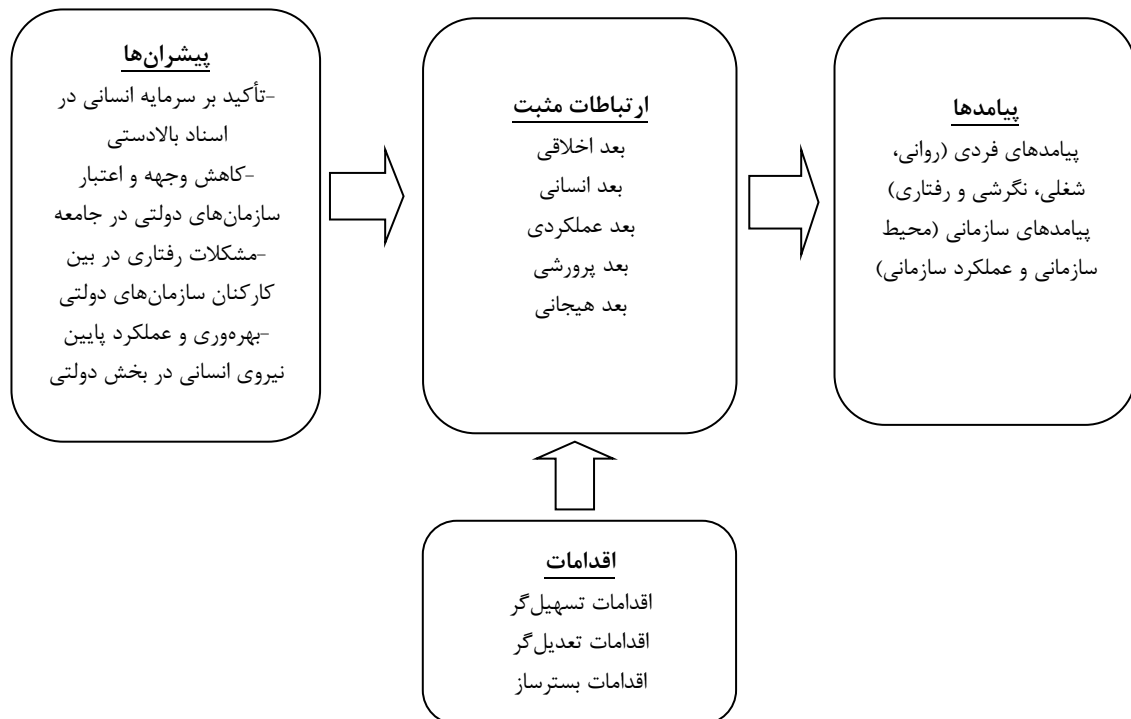 پیشران‌ها
-تأکید بر سرمایه انسانی در
اسناد بالادستی
-کاهش وجهه و اعتبار
سازمان‌های دولتی در جامعه
-مشکلات رفتاری در بین
کارکنان سازمان‌های دولتی
-بهره‌وری و عملکرد پایین
نیروی انسانی در بخش دولتی
ارتباطات مثبت
بعد اخلاقی
بعد انسانی
بعد عملکردی
بعد پرورشی
بعد هیجانی
پیامدها
پیامدهای فردی (روانی،
شغلی، نگرشی و رفتاری)
پیامدهای سازمانی (محیط
سازمانی و عملکرد سازمانی)
اقدامات
اقدامات تسهیل‌گر
اقدامات تعدیل‌گر
اقدامات بسترساز